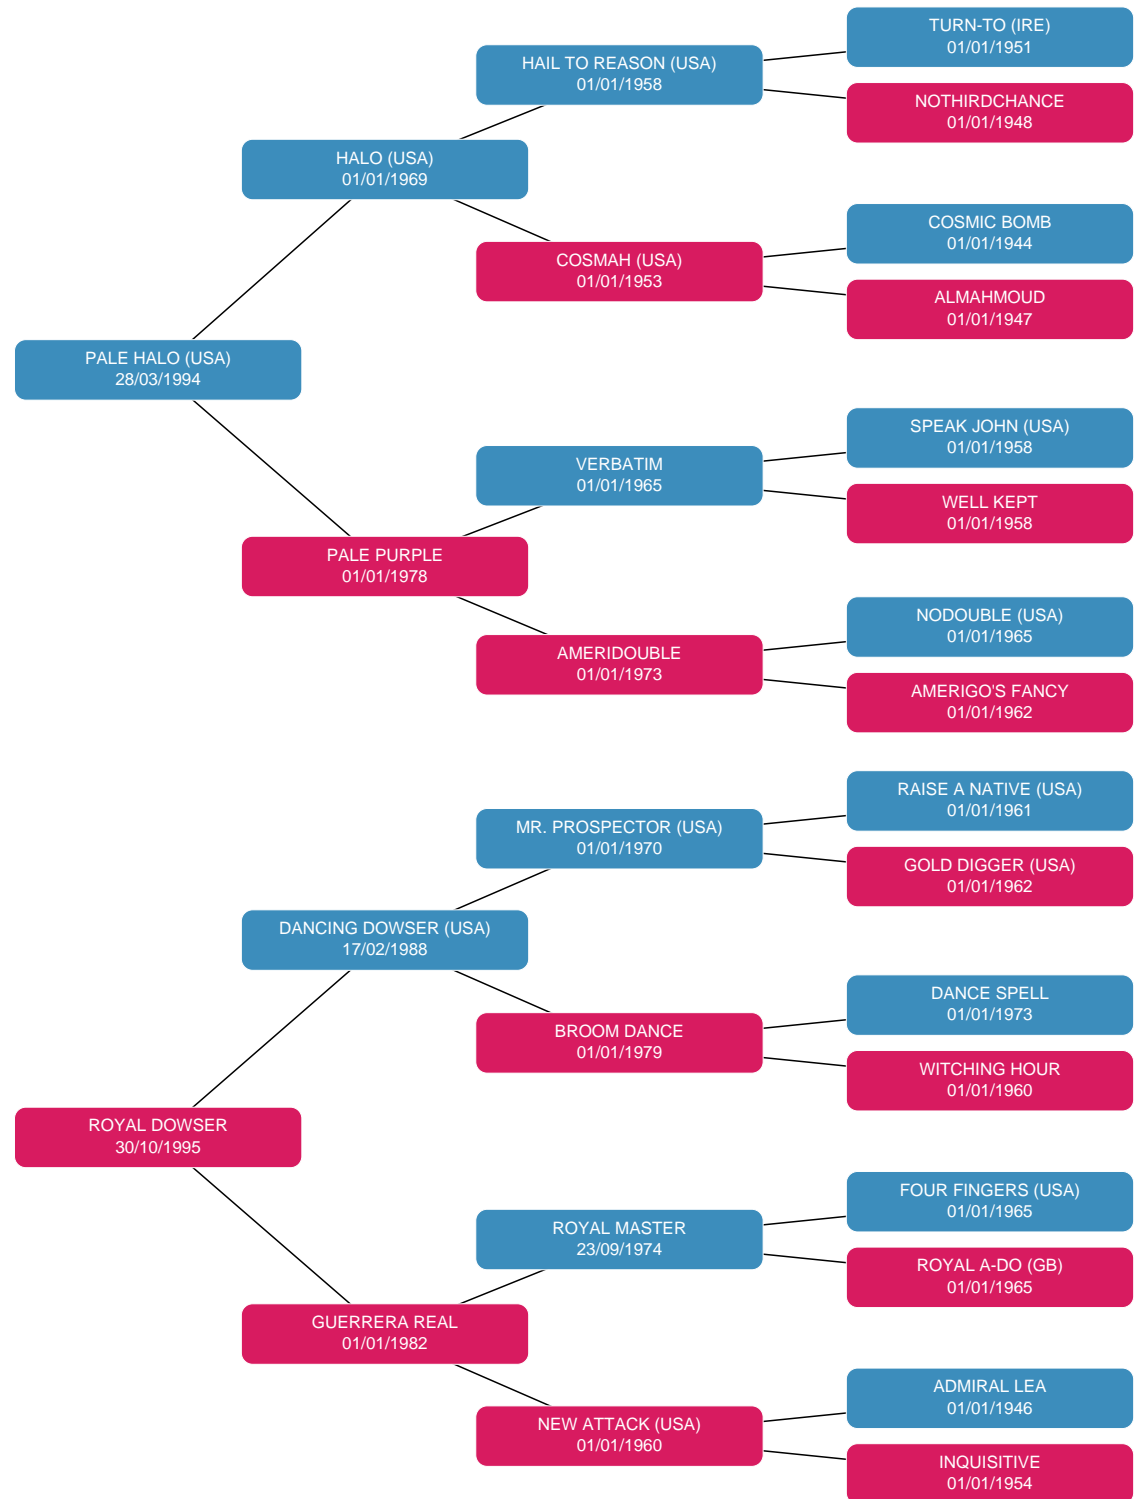 TURN-TO (IRE)
01/01/1951
HAIL TO REASON (USA)
01/01/1958
NOTHIRDCHANCE
01/01/1948
HALO (USA)
01/01/1969
COSMIC BOMB
01/01/1944
COSMAH (USA)
01/01/1953
ALMAHMOUD
01/01/1947
PALE HALO (USA)
28/03/1994
SPEAK JOHN (USA)
01/01/1958
VERBATIM
01/01/1965
WELL KEPT
01/01/1958
PALE PURPLE
01/01/1978
NODOUBLE (USA)
01/01/1965
AMERIDOUBLE
01/01/1973
AMERIGO'S FANCY
01/01/1962
RAISE A NATIVE (USA)
01/01/1961
MR. PROSPECTOR (USA)
01/01/1970
GOLD DIGGER (USA)
01/01/1962
DANCING DOWSER (USA)
17/02/1988
DANCE SPELL
01/01/1973
BROOM DANCE
01/01/1979
WITCHING HOUR
01/01/1960
ROYAL DOWSER
30/10/1995
FOUR FINGERS (USA)
01/01/1965
ROYAL MASTER
23/09/1974
ROYAL A-DO (GB)
01/01/1965
GUERRERA REAL
01/01/1982
ADMIRAL LEA
01/01/1946
NEW ATTACK (USA)
01/01/1960
INQUISITIVE
01/01/1954